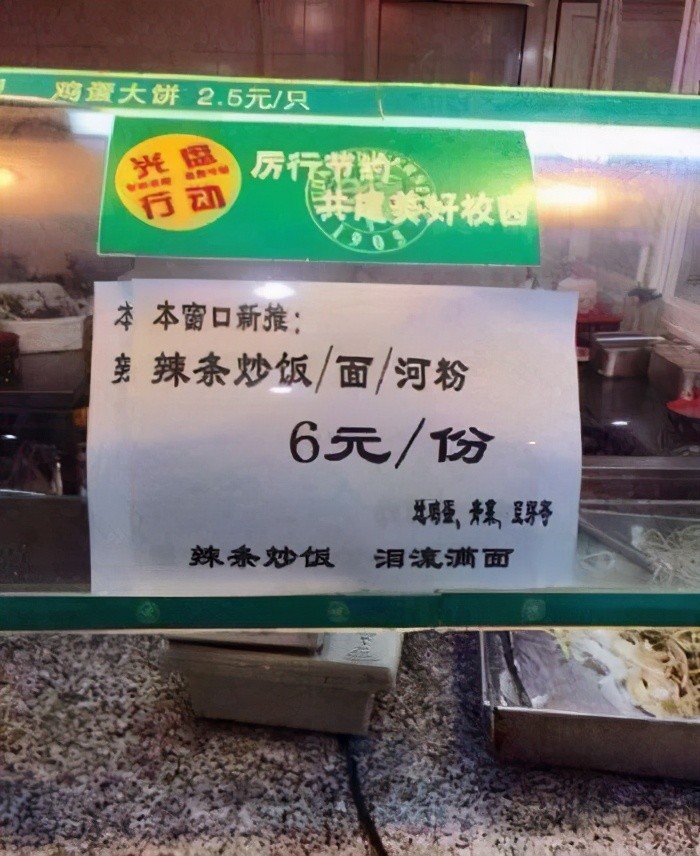 鸡蛋大饼 2.5元/只
光盘
行动
厉行节约
共建美好校园
1905
本 本窗口新推：
辣条炒饭/面/河粉
6元/份
辣条炒饭 泪流满面